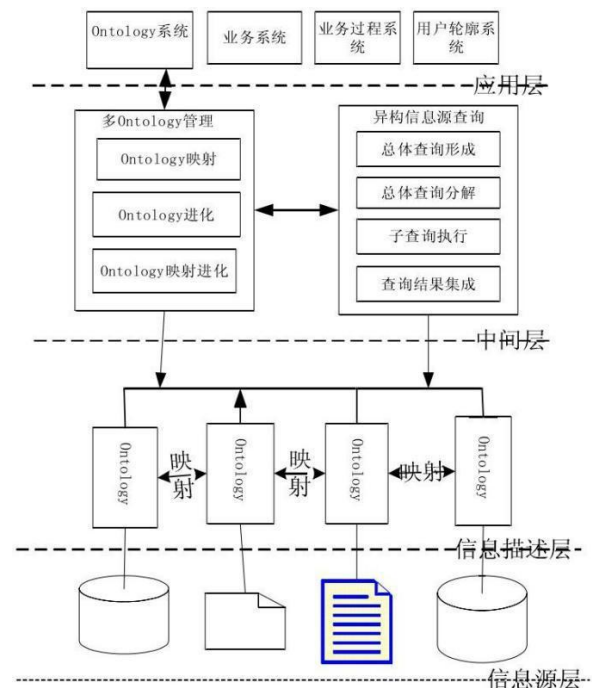 Ontology系统
业务系统
业务过程系
统
用户轮廓系
统
应用层
多Ontology管理
Ontology映射
Ontology进化
Ontology映射进化
异构信息源查询
总体查询形成
总体查询分解
子查询执行
查询结果集成
中间层
Ontology
映
射
Ontology
映
射
Ontology
映射
Ontology
信息描述层
信息源层